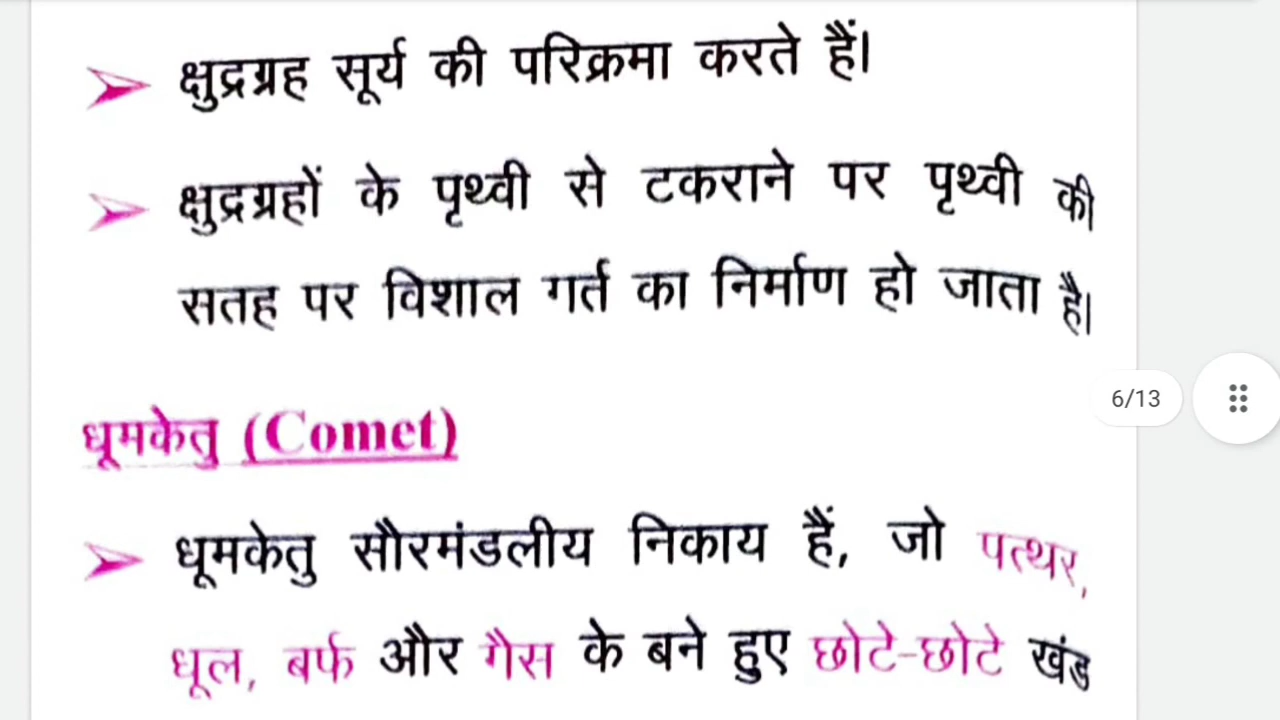 क्षुद्रग्रह सूर्य की परिक्रमा करते हैं।
क्षुद्रग्रहों के पृथ्वी से टकराने पर पृथ्वी की
सतह पर विशाल गर्त का निर्माण हो जाता है।
6/13
धूमकेतु (Comet)
धूमकेतु सौरमंडलीय निकाय हैं, जो पत्थर,
धूल, बर्फ और गैस के बने हुए छोटे-छोटे खंड